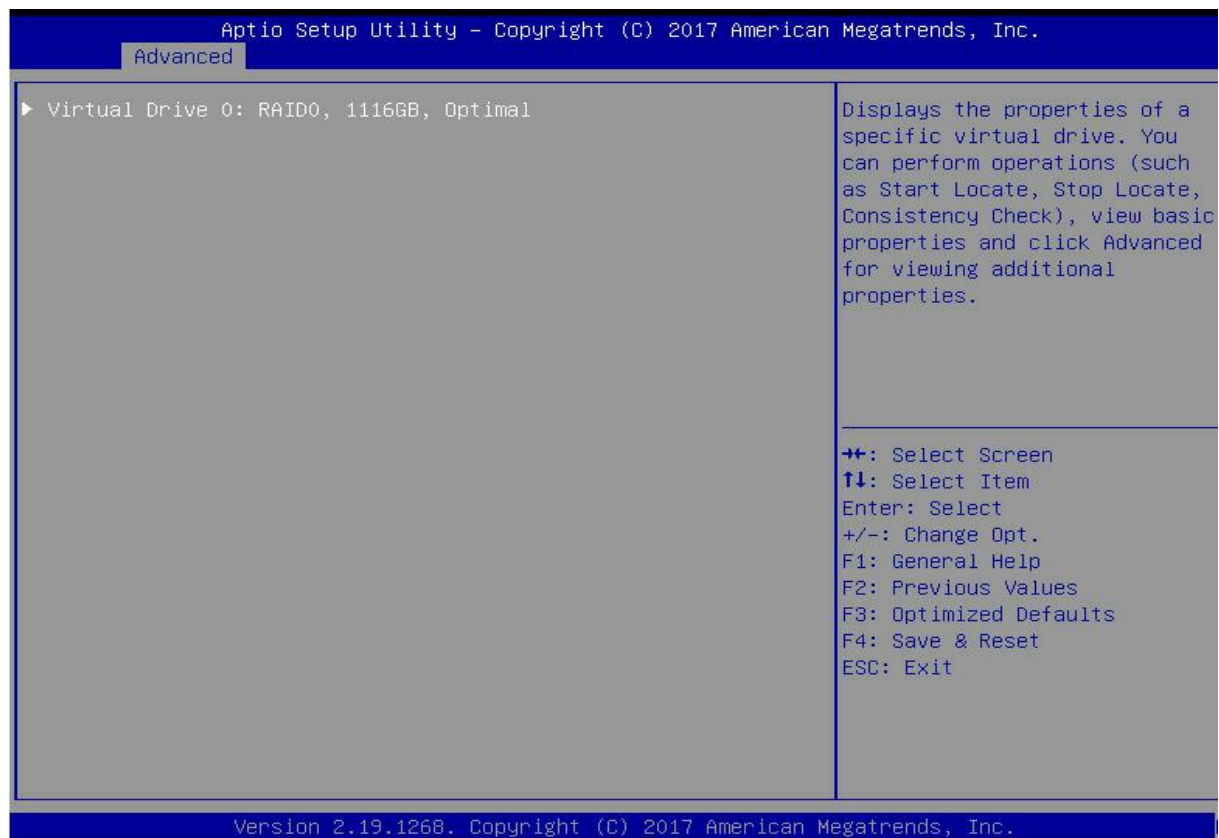 Aptio Setup Utility – Copyright (C) 2017 American Megatrends, Inc.
Advanced
▶ Virtual Drive 0: RAID0, 1116GB, Optimal
Displays the properties of a
specific virtual drive. You
can perform operations (such
as Start Locate, Stop Locate,
Consistency Check), view basic
properties and click Advanced
for viewing additional
properties.
→←: Select Screen
↑↓: Select Item
Enter: Select
+/-: Change Opt.
F1: General Help
F2: Previous Values
F3: Optimized Defaults
F4: Save & Reset
ESC: Exit
Version 2.19.1268. Copyright (C) 2017 American Megatrends, Inc.